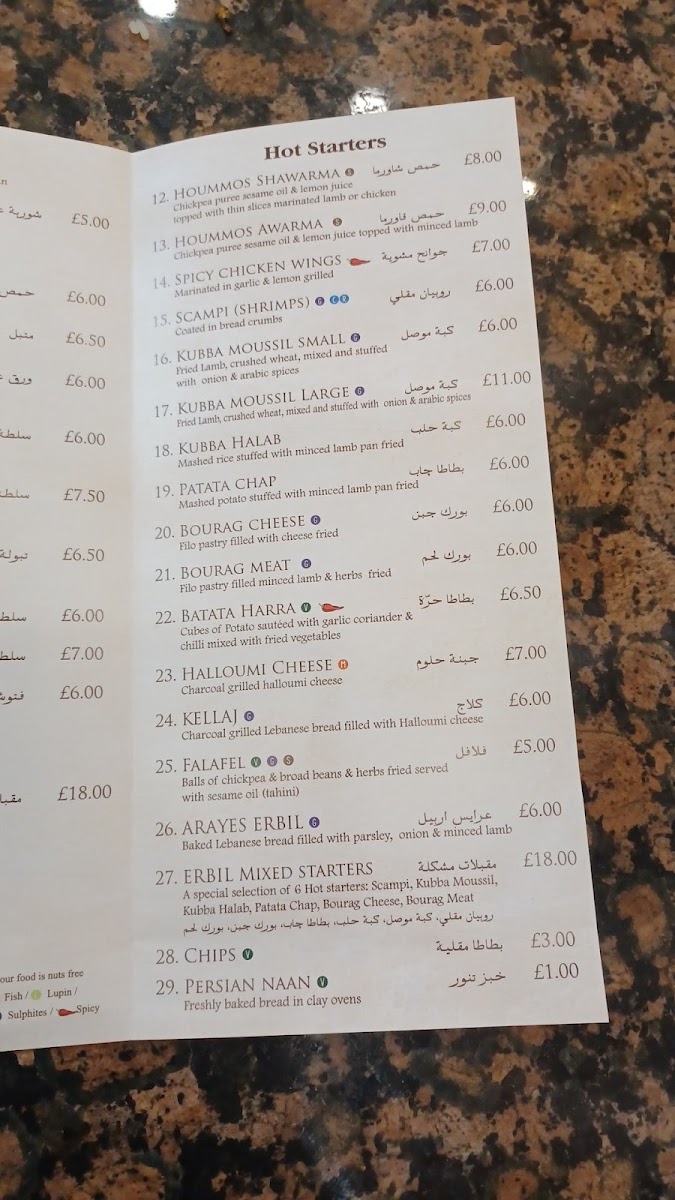 شوربة
£5.00
حمص
£6.00
متبل
£6.50
ورق
£6.00
سلطة
£6.00
سلطة
£7.50
تبولة
£6.50
£6.00
£7.00
£6.00
£18.00
our food is nuts free
Fish / Lupin /
Sulphites / Spicy
Hot Starters
12. HOUMMOS SHAWARMA S حمص شاورما £8.00
Chickpea puree sesame oil & lemon juice
topped with thin slices marinated lamb or chicken
13. HOUMMOS AWARMA S حمص قاورما £9.00
Chickpea puree sesame oil & lemon juice topped with minced lamb
14. SPICY CHICKEN WINGS جوانح مشوية £7.00
Marinated in garlic & lemon grilled
15. SCAMPI (SHRIMPS) G CR روبيان مقلي £6.00
Coated in bread crumbs
16. KUBBA MOUSSIL SMALL G كبة موصل £6.00
Fried Lamb, crushed wheat, mixed and stuffed
with onion & arabic spices
17. KUBBA MOUSSIL LARGE G كبة موصل £11.00
Fried Lamb, crushed wheat, mixed and stuffed with onion & arabic spices
18. KUBBA HALAB كبة حلب £6.00
Mashed rice stuffed with minced lamb pan fried
19. PATATA CHAP بطاطا چاب £6.00
Mashed potato stuffed with minced lamb pan fried
20. BOURAG CHEESE G بورك جبن £6.00
Filo pastry filled with cheese fried
21. BOURAG MEAT G بورك لحم £6.00
Filo pastry filled minced lamb & herbs fried
22. BATATA HARRA V بطاطا حرّة £6.50
Cubes of Potato sautéed with garlic coriander &
chilli mixed with fried vegetables
23. HALLOUMI CHEESE M جبنة حلوم £7.00
Charcoal grilled halloumi cheese
24. KELLAJ G كلاج £6.00
Charcoal grilled Lebanese bread filled with Halloumi cheese
25. FALAFEL V G S فلافل £5.00
Balls of chickpea & broad beans & herbs fried served
with sesame oil (tahini)
26. ARAYES ERBIL G عرايس اربيل £6.00
Baked Lebanese bread filled with parsley, onion & minced lamb
27. ERBIL MIXED STARTERS مقبلات مشكلة £18.00
A special selection of 6 Hot starters: Scampi, Kubba Moussil,
Kubba Halab, Patata Chap, Bourag Cheese, Bourag Meat
روبيان مقلي، كبة موصل، كبة حلب، بطاطا چاب، بورك جبن، بورك لحم
28. CHIPS V بطاطا مقلية £3.00
29. PERSIAN NAAN V خبز تنور £1.00
Freshly baked bread in clay ovens